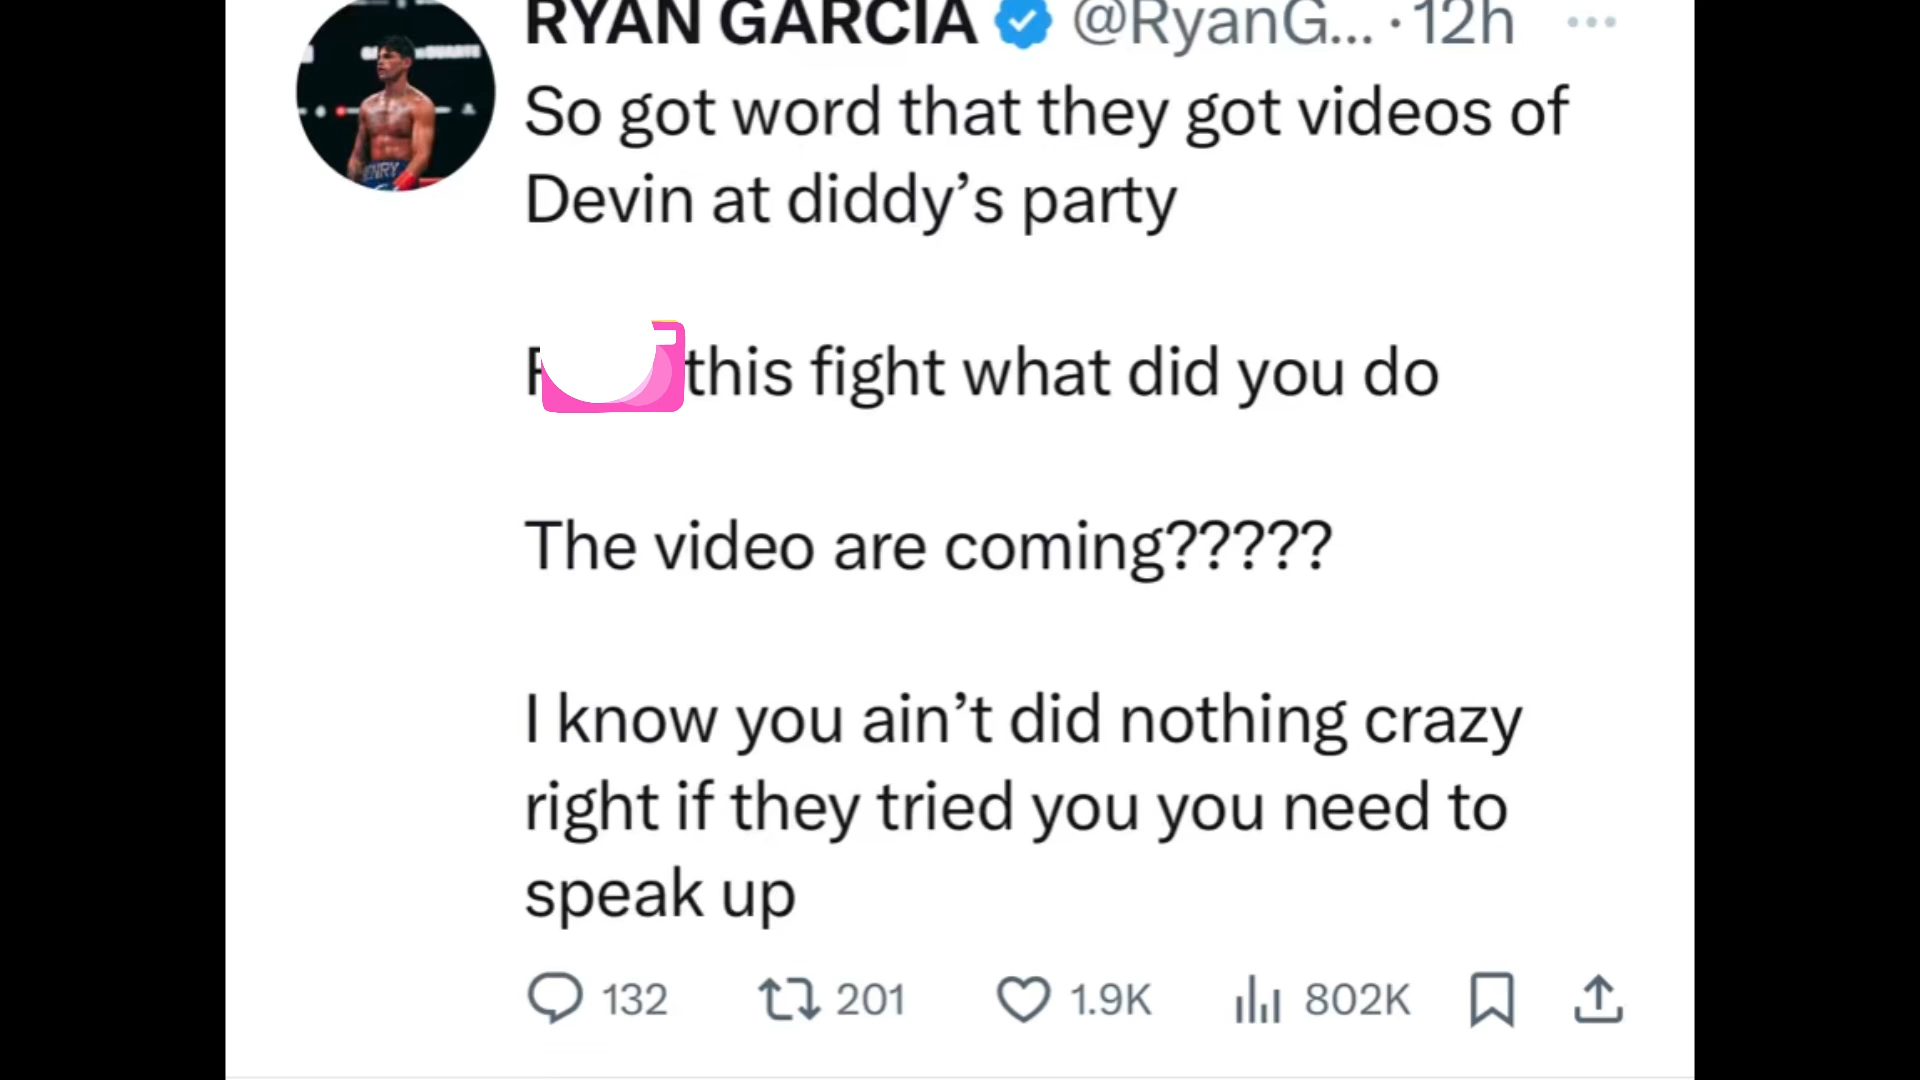 RYAN GARCIA @RyanG... · 12h
So got word that they got videos of
Devin at diddy’s party
this fight what did you do
The video are coming?????
I know you ain’t did nothing crazy
right if they tried you you need to
speak up
132 201 1.9K 802K